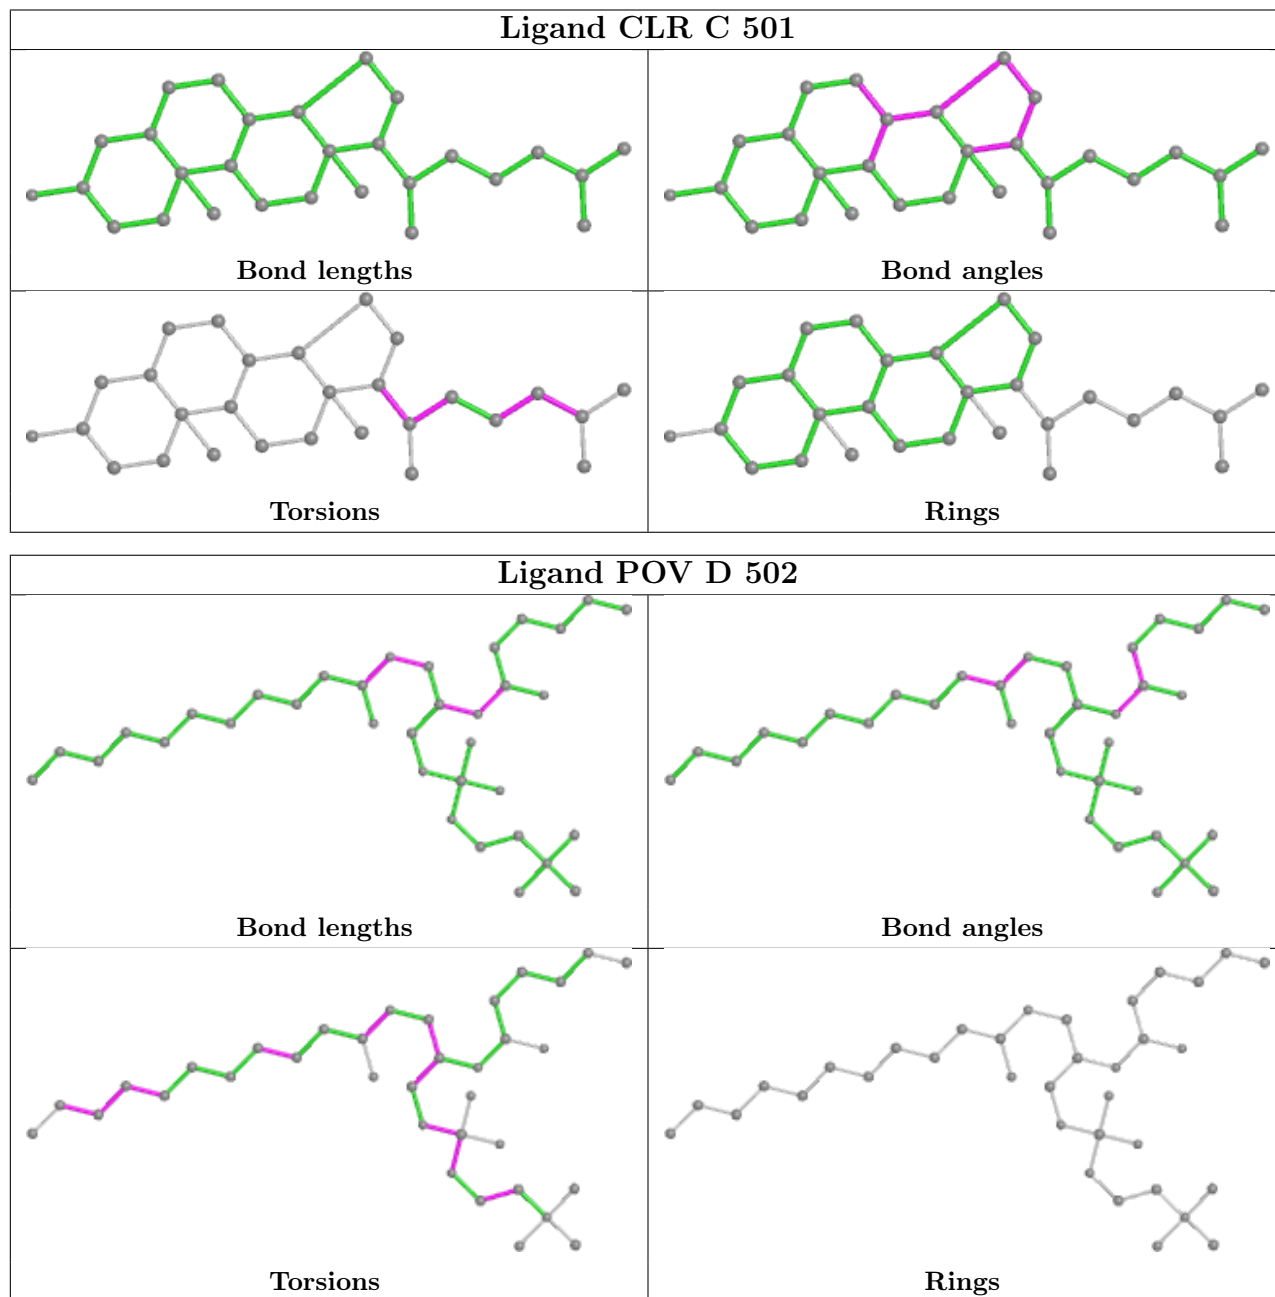 Ligand CLR C 501
Bond lengths
Bond angles
Torsions
Rings
Ligand POV D 502
Bond lengths
Bond angles
Torsions
Rings